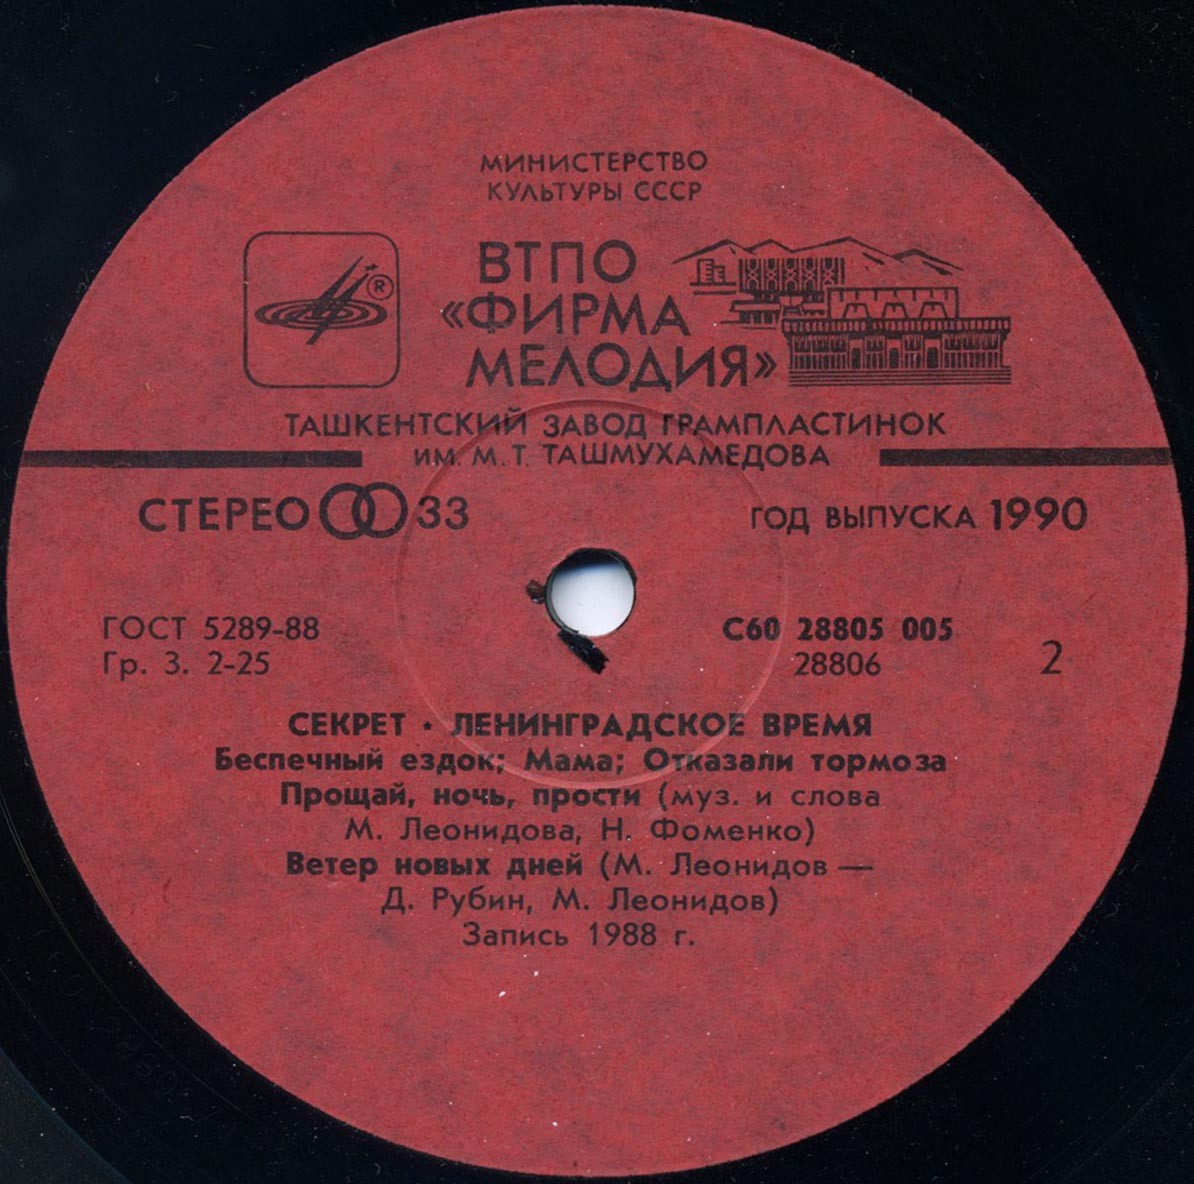 МИНИСТЕРСТВО
КУЛЬТУРЫ СССР
®
ВТПО
«ФИРМА
МЕЛОДИЯ»
ТАШКЕНТСКИЙ ЗАВОД ГРАМПЛАСТИНОК
ИМ. М. Т. ТАШМУХАМЕДОВА
СТЕРЕО 33
ГОД ВЫПУСКА 1990
ГОСТ 5289-88
Гр. 3. 2-25
С60 28805 005
28806
2
СЕКРЕТ • ЛЕНИНГРАДСКОЕ ВРЕМЯ
Беспечный ездок; Мама; Отказали тормоза
Прощай, ночь, прости (муз. и слова
М. Леонидова, Н. Фоменко)
Ветер новых дней (М. Леонидов —
Д. Рубин, М. Леонидов)
Запись 1988 г.